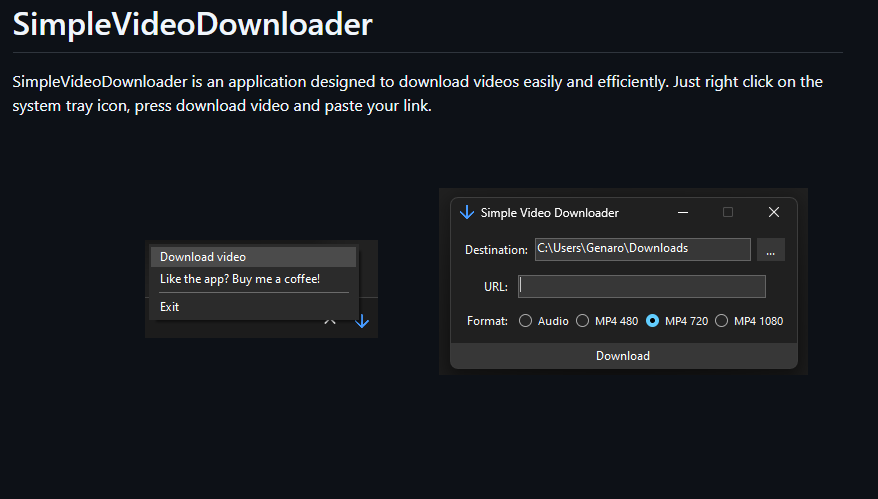 SimpleVideoDownloader
SimpleVideoDownloader is an application designed to download videos easily and efficiently. Just right click on the
system tray icon, press download video and paste your link.
Download video
Like the app? Buy me a coffee!
Exit
Simple Video Downloader
Destination: C:\Users\Genaro\Downloads ...
URL:
Format: Audio MP4 480 MP4 720 MP4 1080
Download